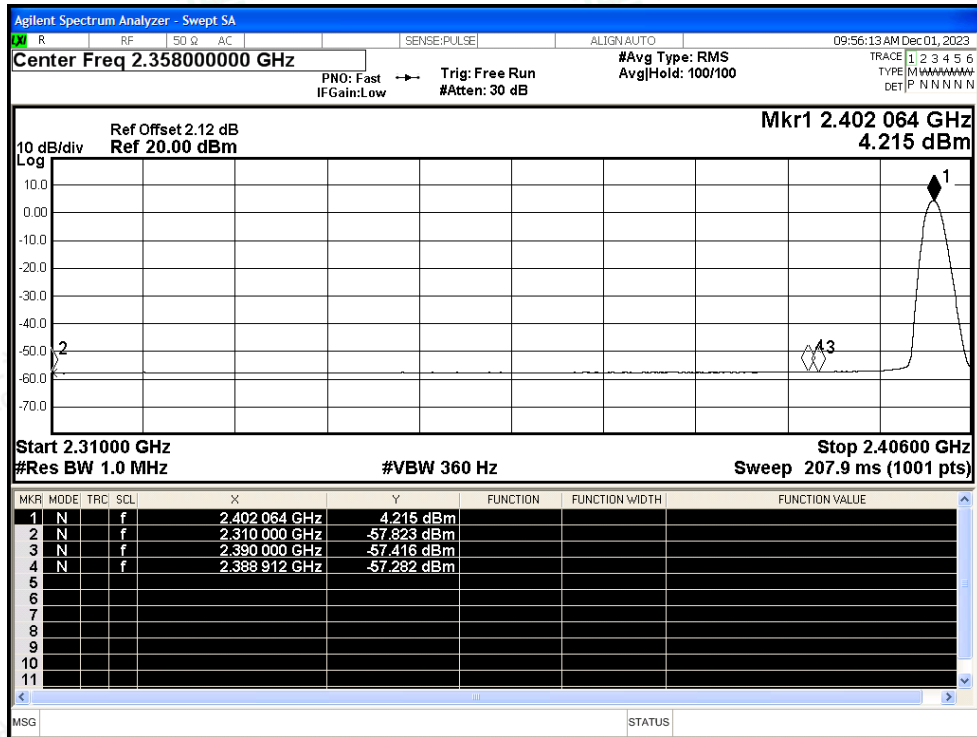 Agilent Spectrum Analyzer - Swept SA
LXI R RF 50 Ω AC SENSE:PULSE ALIGN AUTO 09:56:13 AM Dec 01, 2023
Center Freq 2.358000000 GHz
PNO: Fast
IFGain:Low
Trig: Free Run
#Atten: 30 dB
#Avg Type: RMS
Avg|Hold: 100/100
TRACE 1 2 3 4 5 6
TYPE M
DET P N N N N N
Mkr1 2.402 064 GHz
4.215 dBm
Ref Offset 2.12 dB
10 dB/div Ref 20.00 dBm
Log
1
10.0
0.00
-10.0
-20.0
-30.0
-40.0
-50.0
2 4 3
-60.0
-70.0
Start 2.31000 GHz Stop 2.40600 GHz
#Res BW 1.0 MHz #VBW 360 Hz Sweep 207.9 ms (1001 pts)
MKR MODE TRC SCL X Y FUNCTION FUNCTION WIDTH FUNCTION VALUE
1 N f 2.402 064 GHz 4.215 dBm
2 N f 2.310 000 GHz -57.823 dBm
3 N f 2.390 000 GHz -57.416 dBm
4 N f 2.388 912 GHz -57.282 dBm
5
6
7
8
9
10
11
MSG STATUS